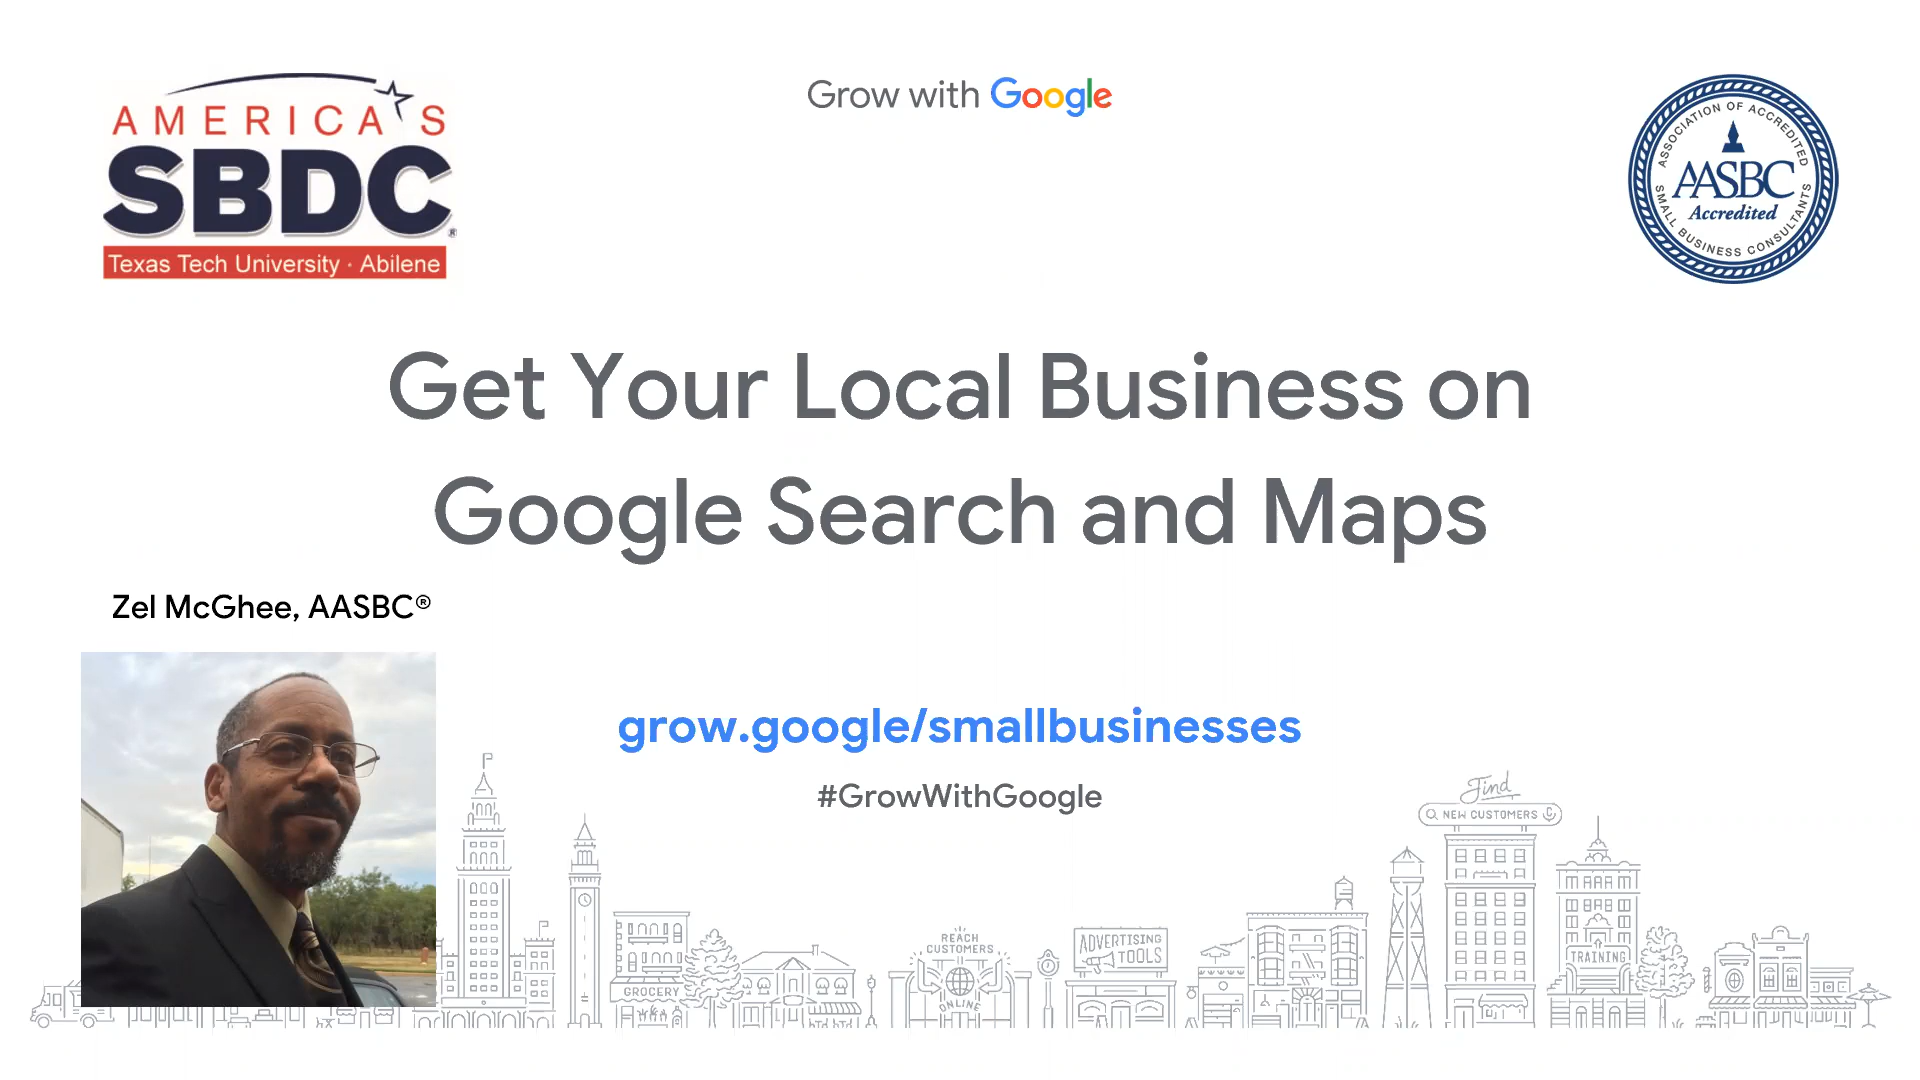 AMERICA'S
SBDC®
Texas Tech University · Abilene
Grow with Google
ASSOCIATION OF ACCREDITED
SMALL BUSINESS CONSULTANTS
AASBC
Accredited
Get Your Local Business on
Google Search and Maps
Zel McGhee, AASBC®
grow.google/smallbusinesses
#GrowWithGoogle
Find
NEW CUSTOMERS
REACH
CUSTOMERS
ONLINE
ADVERTISING
TOOLS
TRAINING
GROCERY